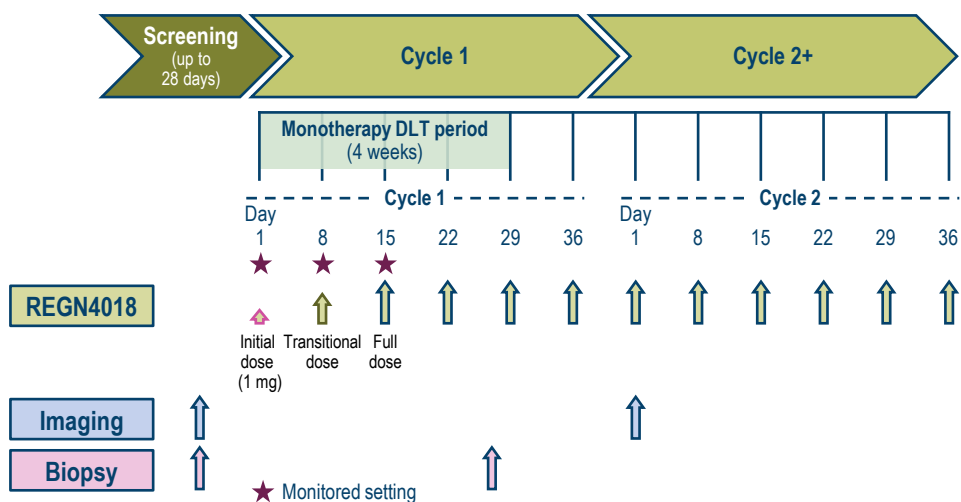 Screening
(up to
28 days)
Cycle 1
Cycle 2+
Monotherapy DLT period
(4 weeks)
Cycle 1
Cycle 2
Day
Day
1 8 15 22 29 36 1 8 15 22 29 36
REGN4018
Initial
dose
(1 mg)
Transitional
dose
Full
dose
Imaging
Biopsy
Monitored setting